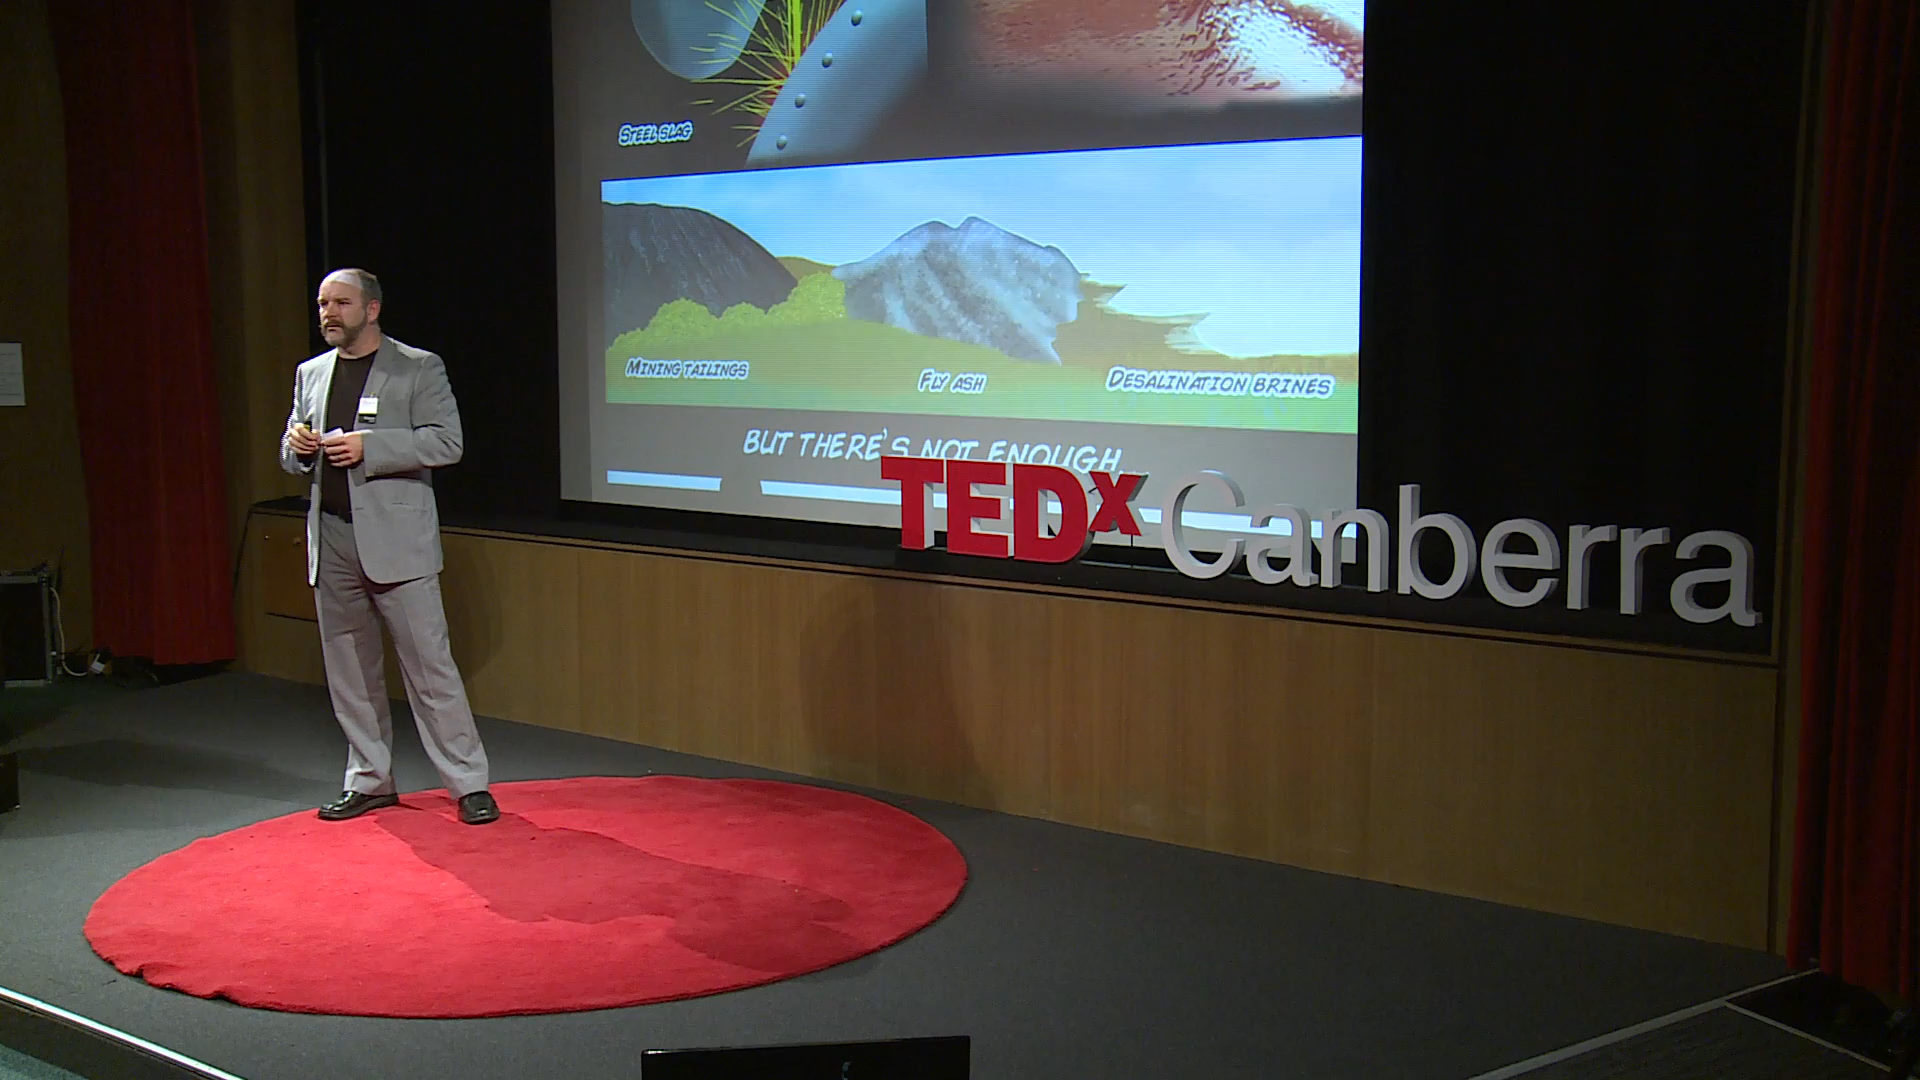 STEEL SLAG
MINING TAILINGS
FLY ASH
DESALINATION BRINES
BUT THERE'S NOT ENOUGH...
TEDx Canberra